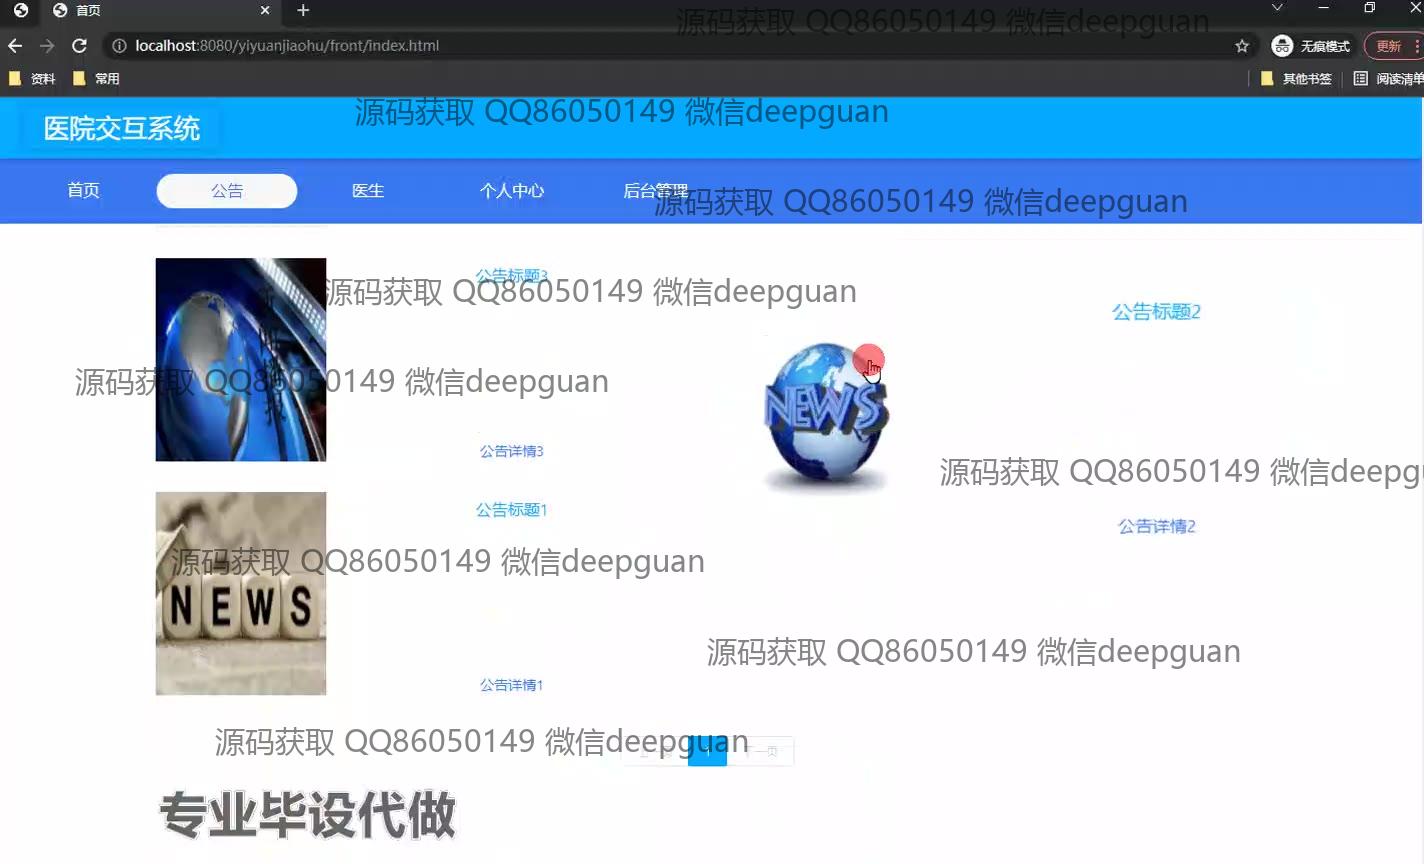 首页
源码获取 QQ86050149 微信deepguan
localhost:8080/yiyuanjiaohu/front/index.html
无痕模式
更新
资料
常用
其他书签
阅读清单
医院交互系统
源码获取 QQ86050149 微信deepguan
首页
公告
医生
个人中心
后台管理
源码获取 QQ86050149 微信deepguan
公告标题3
源码获取 QQ86050149 微信deepguan
公告标题2
源码获取 QQ86050149 微信deepguan
NEWS
公告详情3
源码获取 QQ86050149 微信deepgu
公告标题1
公告详情2
源码获取 QQ86050149 微信deepguan
NEWS
源码获取 QQ86050149 微信deepguan
公告详情1
源码获取 QQ86050149 微信deepguan
1
专业毕设代做